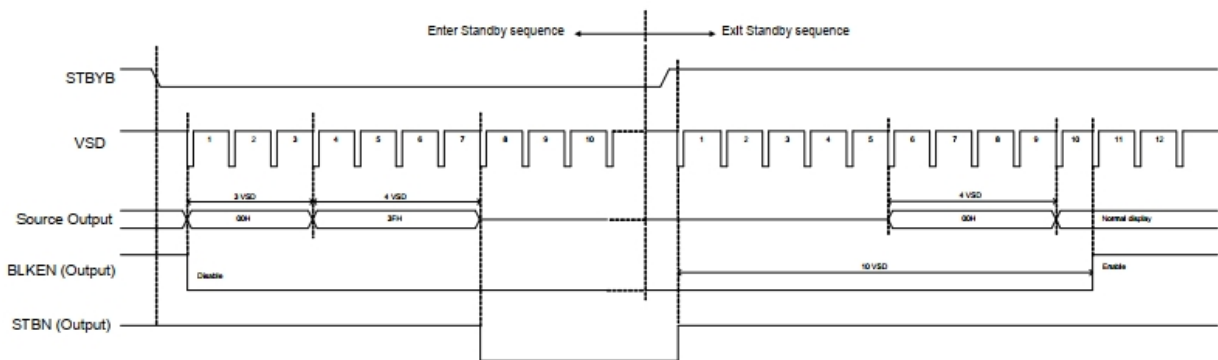 Enter Standby sequence Exit Standby sequence
STBYB
VSD 1 2 3 4 5 6 7 8 9 10 1 2 3 4 5 6 7 8 9 10 11 12
3 VSD 4 VSD 4 VSD
Source Output 00H 3FH 00H Normal display
BLKEN (Output) Disable 10 VSD Enable
STBN (Output)